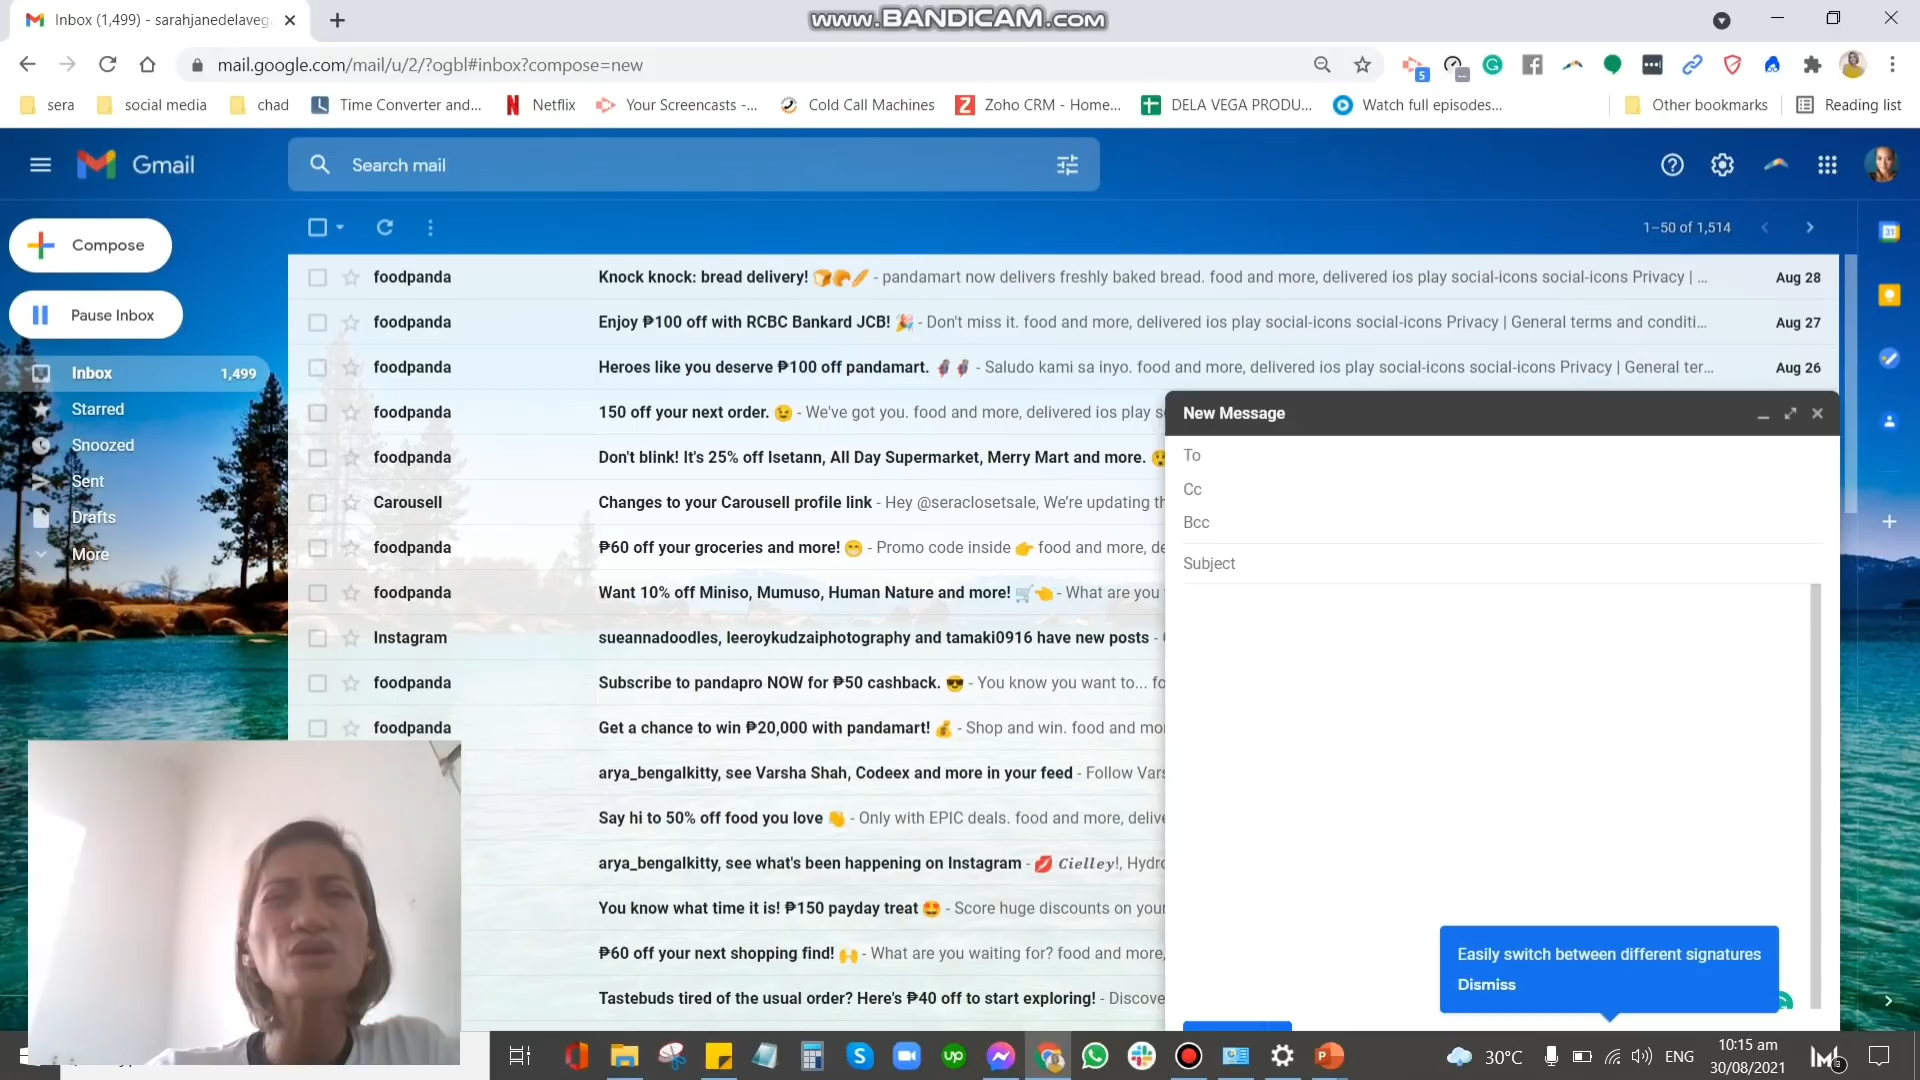 Inbox (1,499) - sarahjanedelaveg
www.BANDICAM.com
mail.google.com/mail/u/2/?ogbl#inbox?compose=new
sera
social media
chad
Time Converter and...
Netflix
Your Screencasts -...
Cold Call Machines
Zoho CRM - Home...
DELA VEGA PRODU...
Watch full episodes...
Other bookmarks
Reading list
Gmail
Search mail
Compose
1–50 of 1,514
Pause Inbox
Inbox 1,499
Starred
Snoozed
Sent
Drafts
More
foodpanda Knock knock: bread delivery! 🍞🥐🥖 - pandamart now delivers freshly baked bread. food and more, delivered ios play social-icons social-icons Privacy | ... Aug 28
foodpanda Enjoy ₱100 off with RCBC Bankard JCB! 🎉 - Don't miss it. food and more, delivered ios play social-icons social-icons Privacy | General terms and conditi... Aug 27
foodpanda Heroes like you deserve ₱100 off pandamart. - Saludo kami sa inyo. food and more, delivered ios play social-icons social-icons Privacy | General ter... Aug 26
foodpanda 150 off your next order. 😉 - We've got you. food and more, delivered ios play s
foodpanda Don't blink! It's 25% off Isetann, All Day Supermarket, Merry Mart and more.
Carousell Changes to your Carousell profile link - Hey @seraclosetsale, We're updating th
foodpanda ₱60 off your groceries and more! 😁 - Promo code inside 👉 food and more, de
foodpanda Want 10% off Miniso, Mumuso, Human Nature and more! 🛒👈 - What are you
Instagram sueannadoodles, leeroykudzaiphotography and tamaki0916 have new posts -
foodpanda Subscribe to pandapro NOW for ₱50 cashback. 😎 - You know you want to... fo
foodpanda Get a chance to win ₱20,000 with pandamart! 💰 - Shop and win. food and mo
arya_bengalkitty, see Varsha Shah, Codeex and more in your feed - Follow Vars
Say hi to 50% off food you love 👋 - Only with EPIC deals. food and more, delive
arya_bengalkitty, see what's been happening on Instagram - 💋 𝑪𝒊𝒆𝒍𝒍𝒆𝒚!, Hydro
You know what time it is! ₱150 payday treat 🤩 - Score huge discounts on your
₱60 off your next shopping find! 🙌 - What are you waiting for? food and more,
Tastebuds tired of the usual order? Here's ₱40 off to start exploring! - Discove
New Message
To
Cc
Bcc
Subject
Easily switch between different signatures
Dismiss
30°C
ENG
10:15 am
30/08/2021